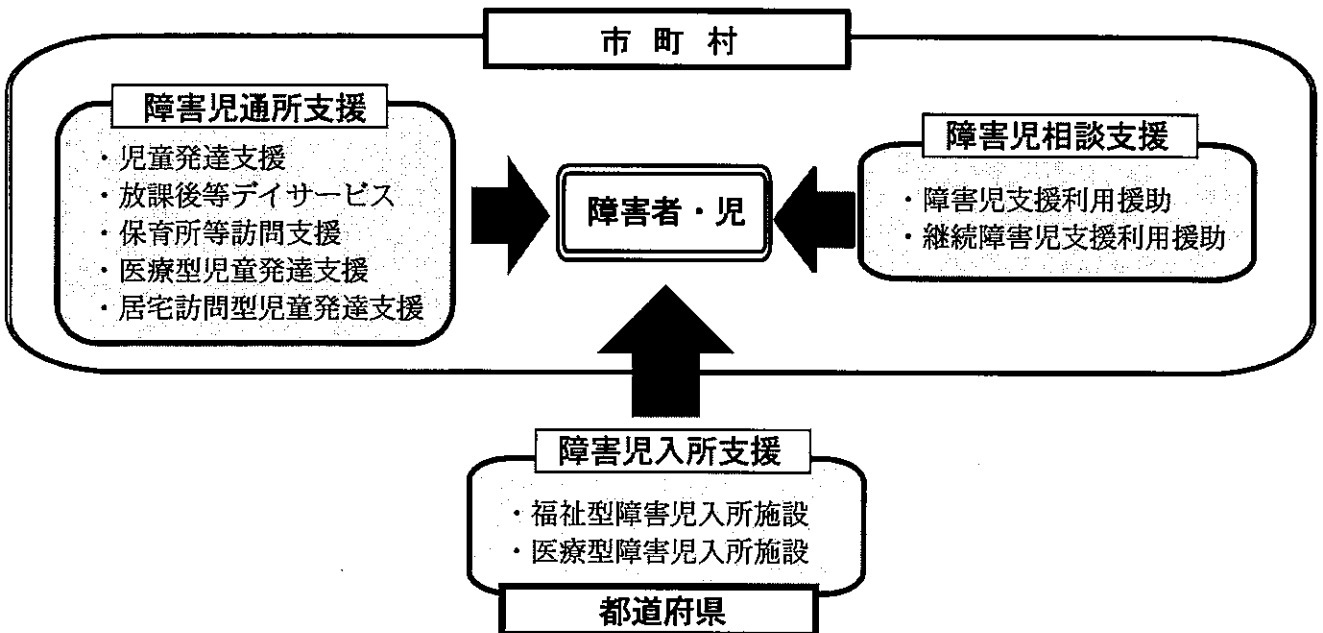 市町村
障害児通所支援
・児童発達支援
・放課後等デイサービス
・保育所等訪問支援
・医療型児童発達支援
・居宅訪問型児童発達支援
障害者・児
障害児相談支援
・障害児支援利用援助
・継続障害児支援利用援助
障害児入所支援
・福祉型障害児入所施設
・医療型障害児入所施設
都道府県